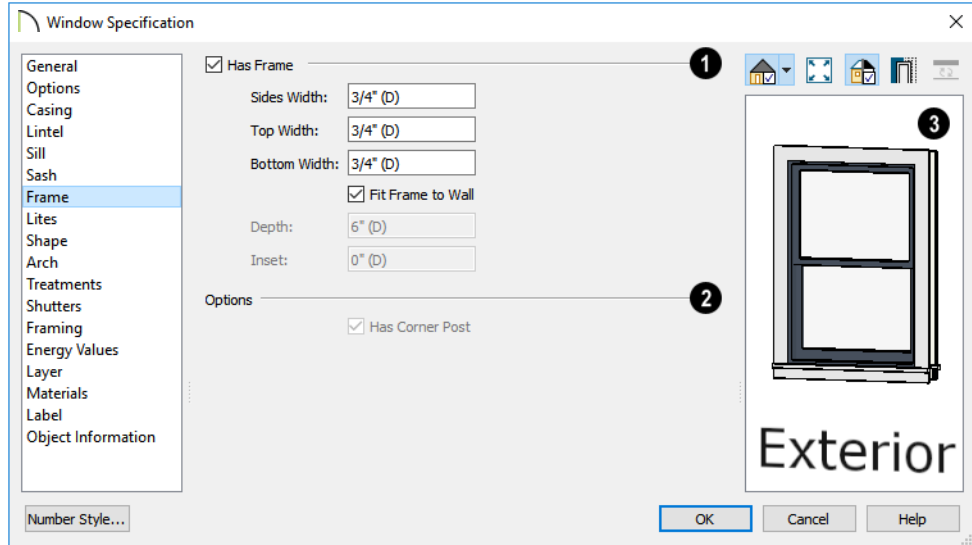 Window Specification
General
Options
Casing
Lintel
Sill
Sash
Frame
Lites
Shape
Arch
Treatments
Shutters
Framing
Energy Values
Layer
Materials
Label
Object Information
Has Frame 1
Sides Width: 3/4" (D)
Top Width: 3/4" (D)
Bottom Width: 3/4" (D)
Fit Frame to Wall
Depth: 6" (D)
Inset: 0" (D)
Options 2
Has Corner Post
3
Exterior
Number Style...
OK
Cancel
Help